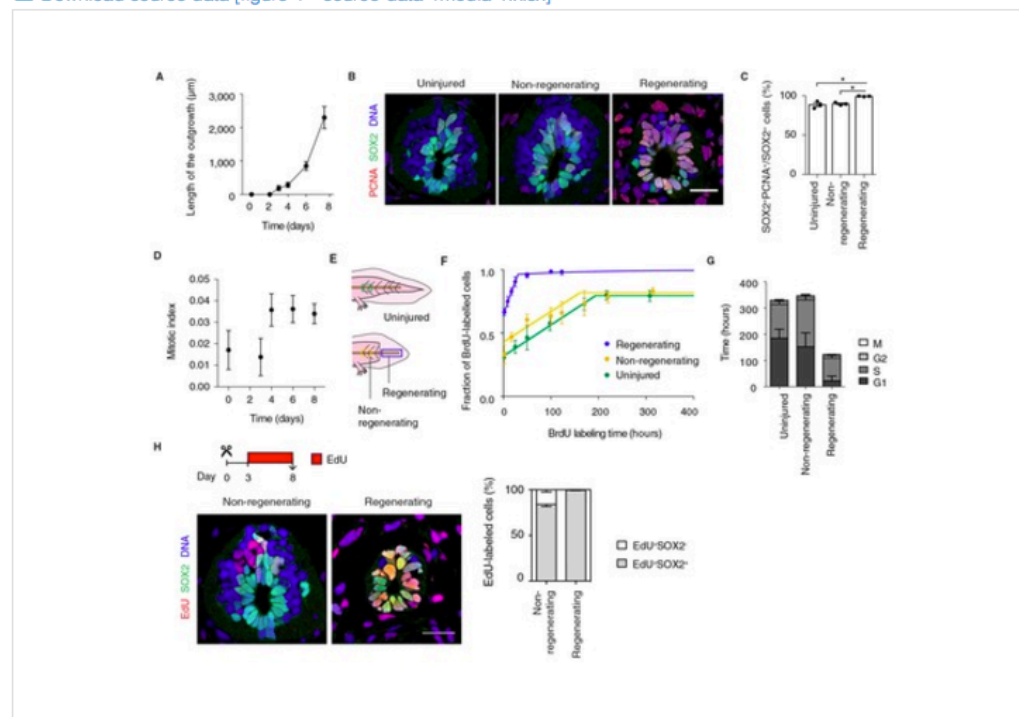 A
Length of the outgrowth (μm)
3,000
2,000
1,000
0
0 2 3 4 6 8
Time (days)
B
Uninjured
Non-regenerating
Regenerating
PCNA SOX2 DNA
C
SOX2⁺PCNA⁺/SOX2⁺ cells (%)
100
50
0
* *
Uninjured
Non-
regenerating
Regenerating
D
Mitotic index
0.05
0.04
0.03
0.02
0.01
0.00
0 2 4 6 8
Time (days)
E
Uninjured
Regenerating
Non-
regenerating
F
Fraction of BrdU-labelled cells
1.0
0.5
0.0
0 100 200 300 400
BrdU labeling time (hours)
Regenerating
Non-regenerating
Uninjured
G
Time (hours)
400
300
200
100
0
Uninjured
Non-regenerating
Regenerating
M
G2
S
G1
H
Day 0 3 8
EdU
Non-regenerating
Regenerating
EdU SOX2 DNA
EdU-labeled cells (%)
100
50
0
Non-
regenerating
Regenerating
EdU⁺SOX2⁻
EdU⁺SOX2⁺